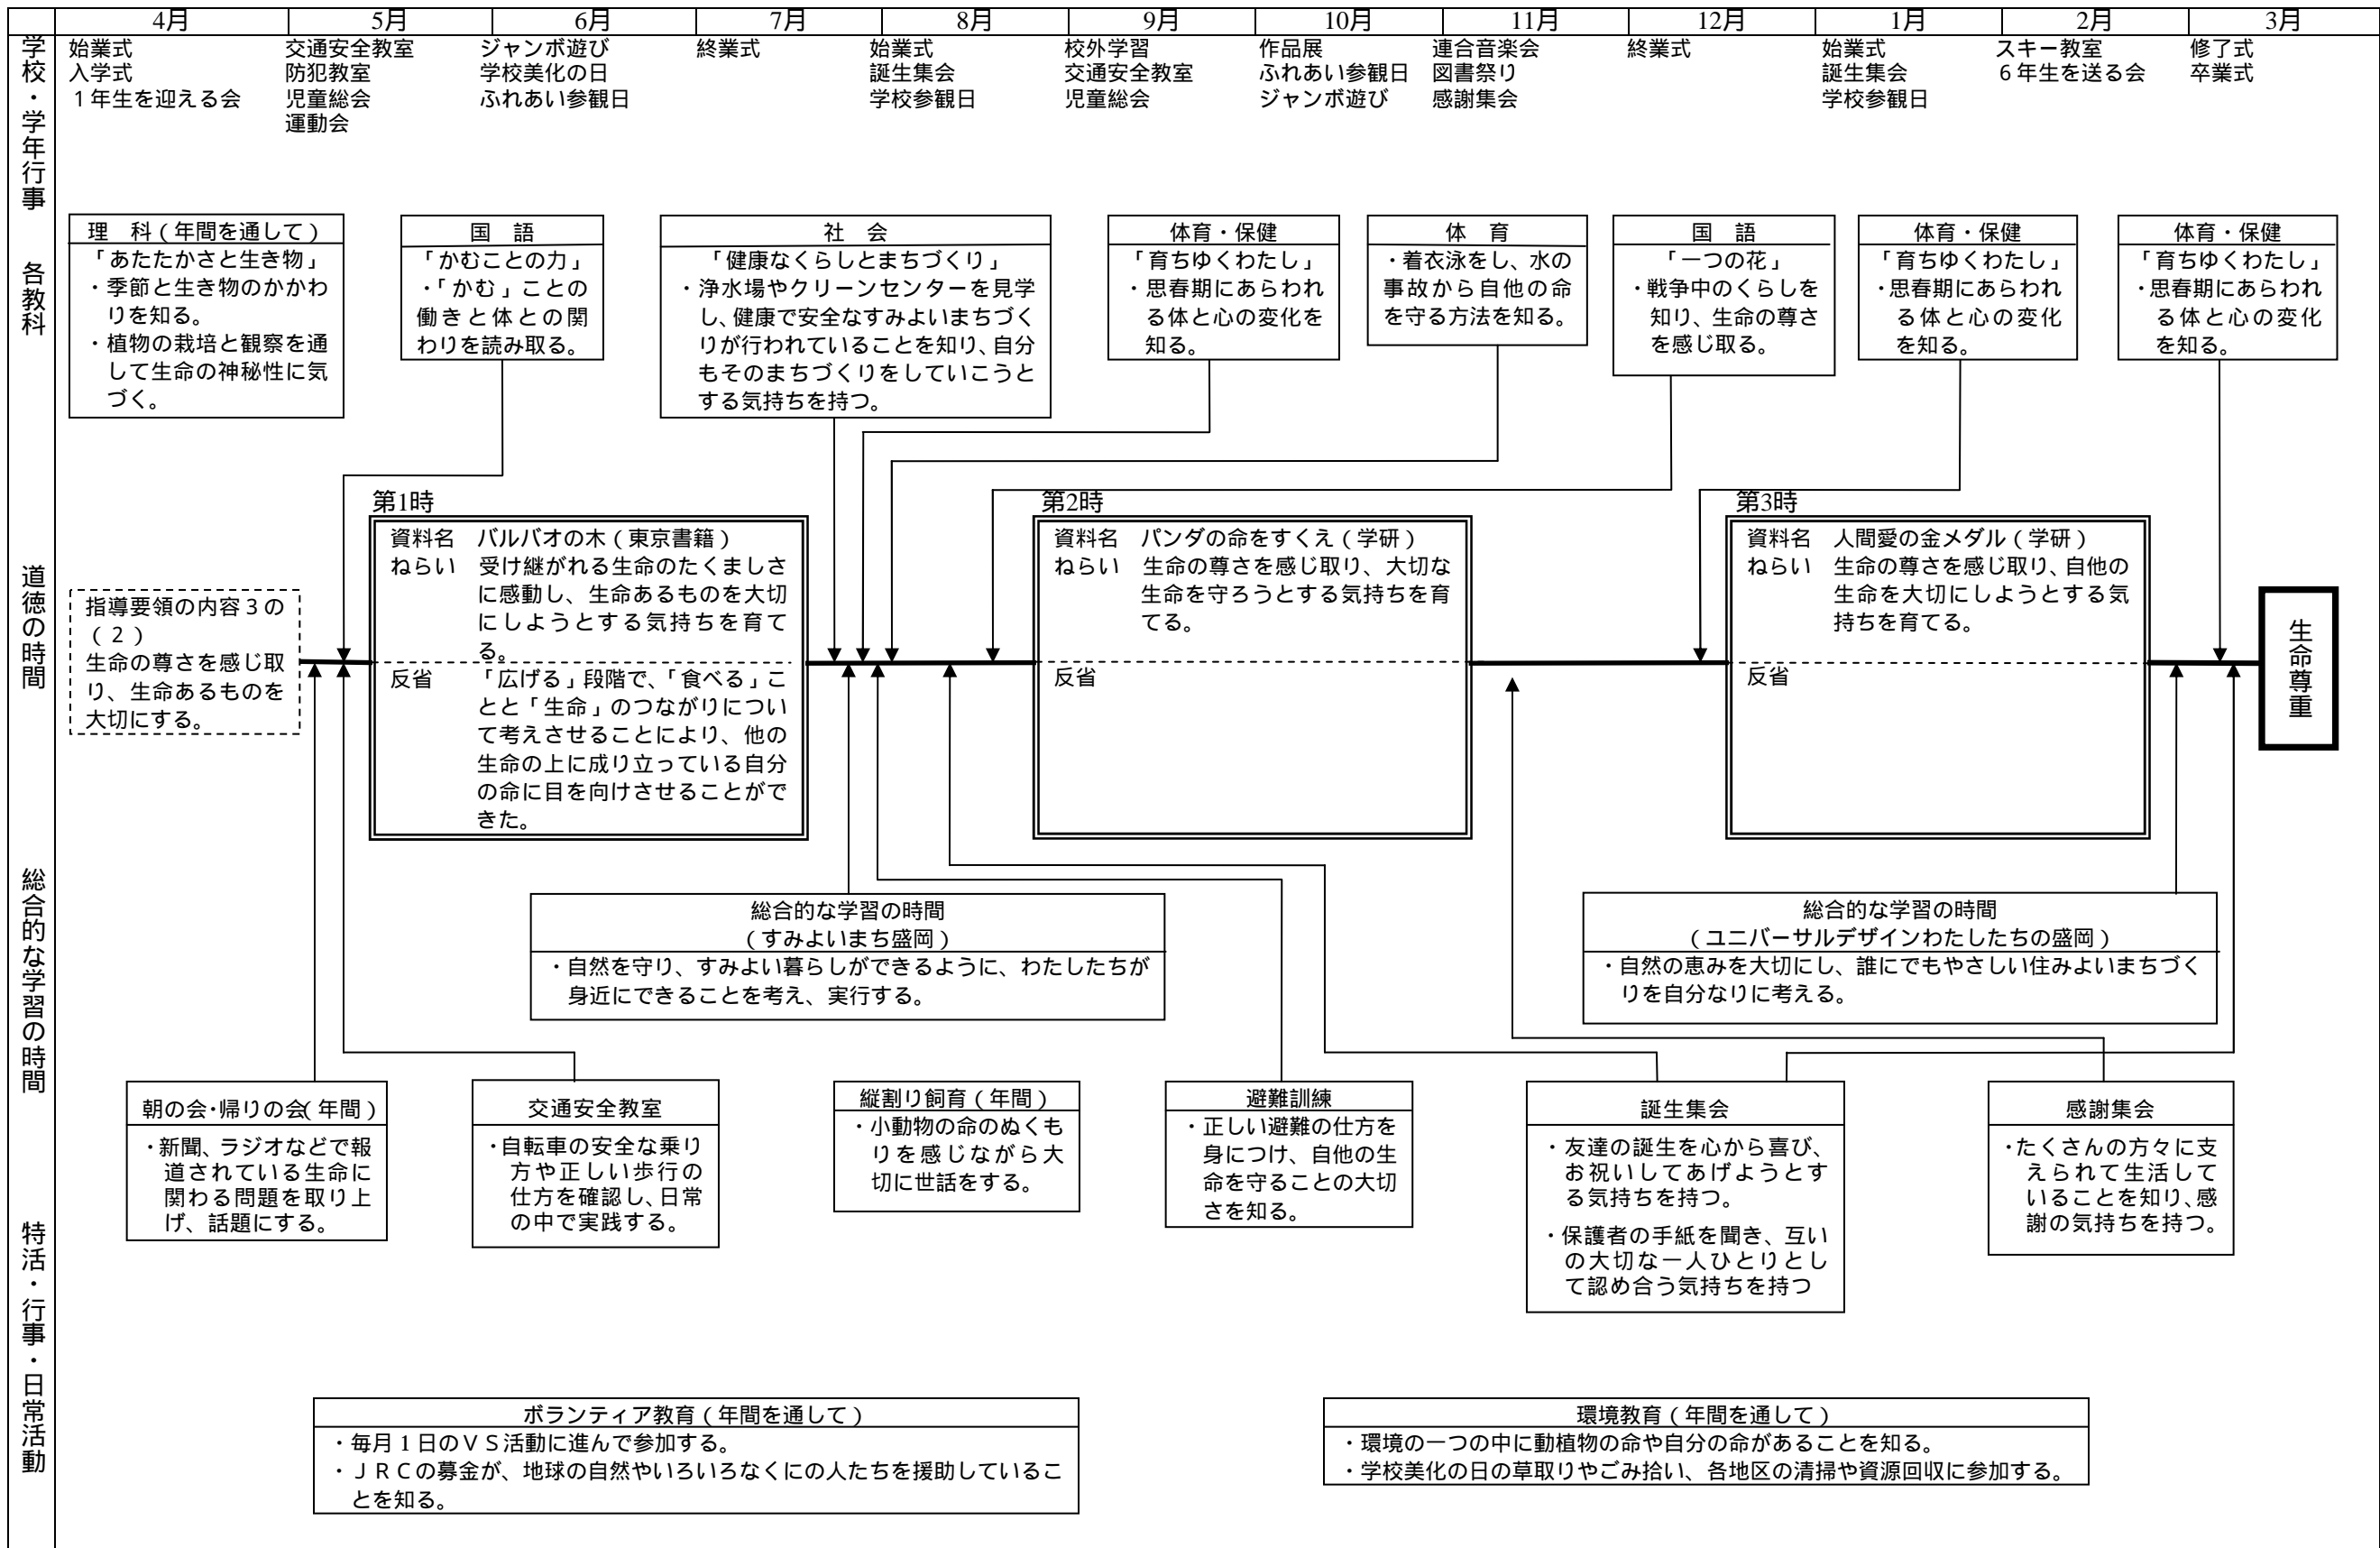 4月 5月 6月 7月 8月 9月 10月 11月 12月 1月 2月 3月
学校・学年行事
始業式
入学式
1年生を迎える会
交通安全教室
防犯教室
児童総会
運動会
ジャンボ遊び
学校美化の日
ふれあい参観日
終業式
始業式
誕生集会
学校参観日
校外学習
交通安全教室
児童総会
作品展
ふれあい参観日
ジャンボ遊び
連合音楽会
図書祭り
感謝集会
終業式
始業式
誕生集会
学校参観日
スキー教室
6年生を送る会
修了式
卒業式
各教科
理 科(年間を通して)
「あたたかさと生き物」
・季節と生き物のかかわ
りを知る。
・植物の栽培と観察を通
して生命の神秘性に気
づく。
国 語
「かむことの力」
・「かむ」ことの
働きと体との関
わりを読み取る。
社 会
「健康なくらしとまちづくり」
・浄水場やクリーンセンターを見学
し、健康で安全なすみよいまちづく
りが行われていることを知り、自分
もそのまちづくりをしていこうと
する気持ちを持つ。
体育・保健
「育ちゆくわたし」
・思春期にあらわれ
る体と心の変化を
知る。
体 育
・着衣泳をし、水の
事故から自他の命
を守る方法を知る。
国 語
「一つの花」
・戦争中のくらしを
知り、生命の尊さ
を感じ取る。
体育・保健
「育ちゆくわたし」
・思春期にあらわれ
る体と心の変化
を知る。
体育・保健
「育ちゆくわたし」
・思春期にあらわれ
る体と心の変化
を知る。
道徳の時間
指導要領の内容3の
(2)
生命の尊さを感じ取
り、生命あるものを
大切にする。
第1時
資料名 バルバオの木(東京書籍)
ねらい 受け継がれる生命のたくましさ
に感動し、生命あるものを大切
にしようとする気持ちを育て
る。
反省 「広げる」段階で、「食べる」こ
とと「生命」のつながりについ
て考えさせることにより、他の
生命の上に成り立っている自分
の命に目を向けさせることがで
きた。
第2時
資料名 パンダの命をすくえ(学研)
ねらい 生命の尊さを感じ取り、大切な
生命を守ろうとする気持ちを育
てる。
反省
第3時
資料名 人間愛の金メダル(学研)
ねらい 生命の尊さを感じ取り、自他の
生命を大切にしようとする気
持ちを育てる。
反省
生命尊重
総合的な学習の時間
総合的な学習の時間
(すみよいまち盛岡)
・自然を守り、すみよい暮らしができるように、わたしたちが
身近にできることを考え、実行する。
総合的な学習の時間
(ユニバーサルデザインわたしたちの盛岡)
・自然の恵みを大切にし、誰にでもやさしい住みよいまちづく
りを自分なりに考える。
特活・行事・日常活動
朝の会・帰りの会(年間)
・新聞、ラジオなどで報
道されている生命に
関わる問題を取り上
げ、話題にする。
交通安全教室
・自転車の安全な乗り
方や正しい歩行の
仕方を確認し、日常
の中で実践する。
縦割り飼育(年間)
・小動物の命のぬくも
りを感じながら大
切に世話をする。
避難訓練
・正しい避難の仕方を
身につけ、自他の生
命を守ることの大切
さを知る。
誕生集会
・友達の誕生を心から喜び、
お祝いしてあげようとす
る気持ちを持つ。
・保護者の手紙を聞き、互い
の大切な一人ひとりとし
て認め合う気持ちを持つ
感謝集会
・たくさんの方々に支
えられて生活して
いることを知り、感
謝の気持ちを持つ。
ボランティア教育(年間を通して)
・毎月1日のVS活動に進んで参加する。
・JRCの募金が、地球の自然やいろいろなくにの人たちを援助しているこ
とを知る。
環境教育(年間を通して)
・環境の一つの中に動植物の命や自分の命があることを知る。
・学校美化の日の草取りやごみ拾い、各地区の清掃や資源回収に参加する。